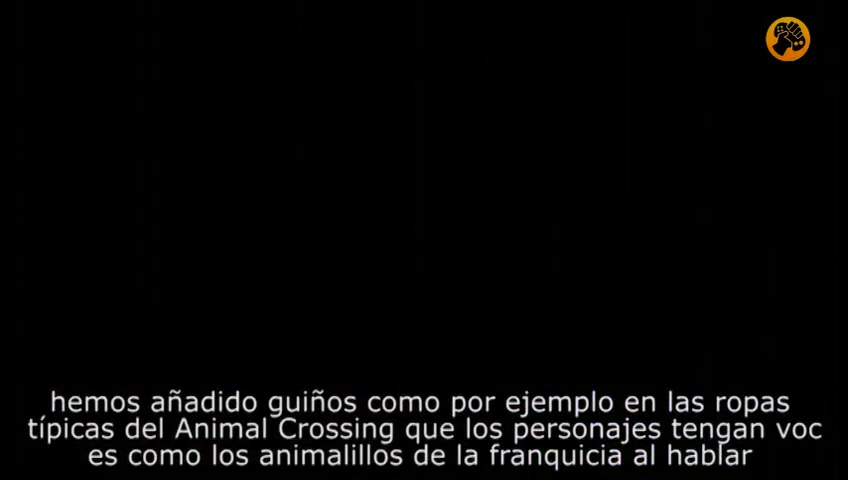 hemos añadido guiños como por ejemplo en las ropas
típicas del Animal Crossing que los personajes tengan voc
es como los animalillos de la franquicia al hablar